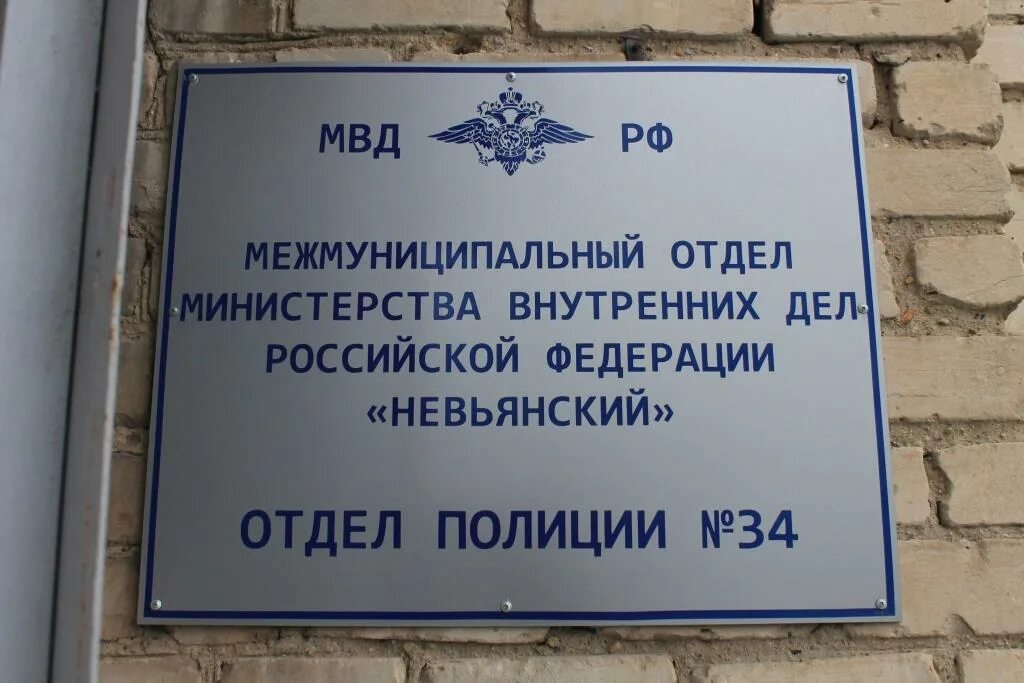 МВД РФ
МЕЖМУНИЦИПАЛЬНЫЙ ОТДЕЛ
МИНИСТЕРСТВА ВНУТРЕННИХ ДЕЛ
РОССИЙСКОЙ ФЕДЕРАЦИИ
«НЕВЬЯНСКИЙ»
ОТДЕЛ ПОЛИЦИИ №34